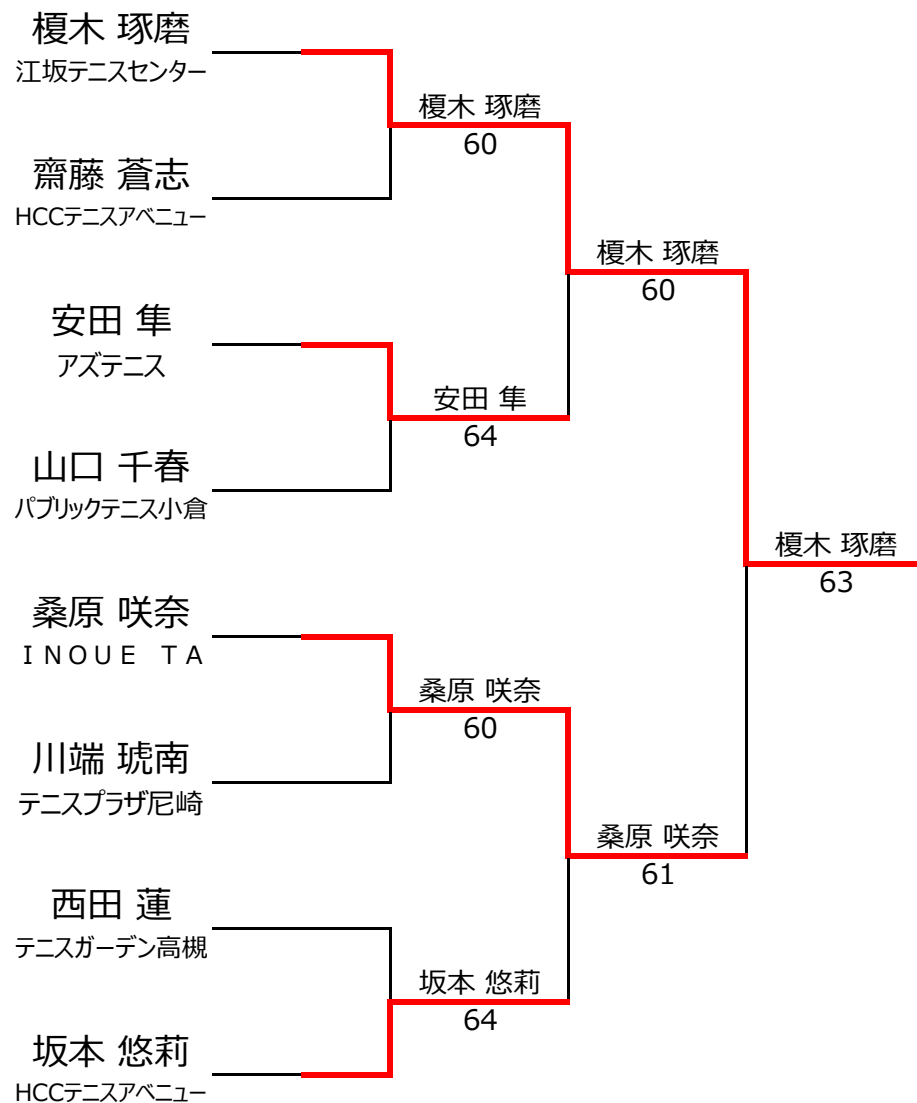 榎木 琢磨
江坂テニスセンター
齋藤 蒼志
HCCテニスアベニュー
安田 隼
アズテニス
山口 千春
パブリックテニス小倉
桑原 咲奈
ＩＮＯＵＥ　ＴＡ
川端 琥南
テニスプラザ尼崎
西田 蓮
テニスガーデン高槻
坂本 悠莉
HCCテニスアベニュー
榎木 琢磨
60
安田 隼
64
桑原 咲奈
60
坂本 悠莉
64
榎木 琢磨
60
桑原 咲奈
61
榎木 琢磨
63